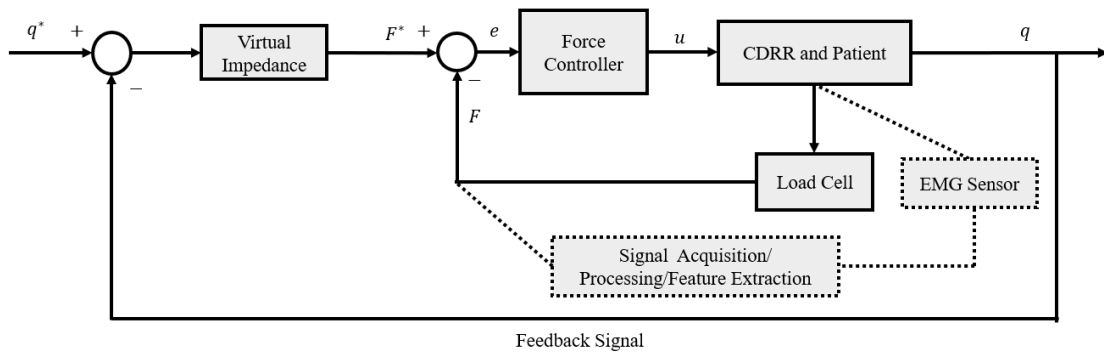 q*
+
−
Virtual
Impedance
F*
+
−
F
e
Force
Controller
u
CDRR and Patient
q
Load Cell
EMG Sensor
Signal Acquisition/
Processing/Feature Extraction
Feedback Signal